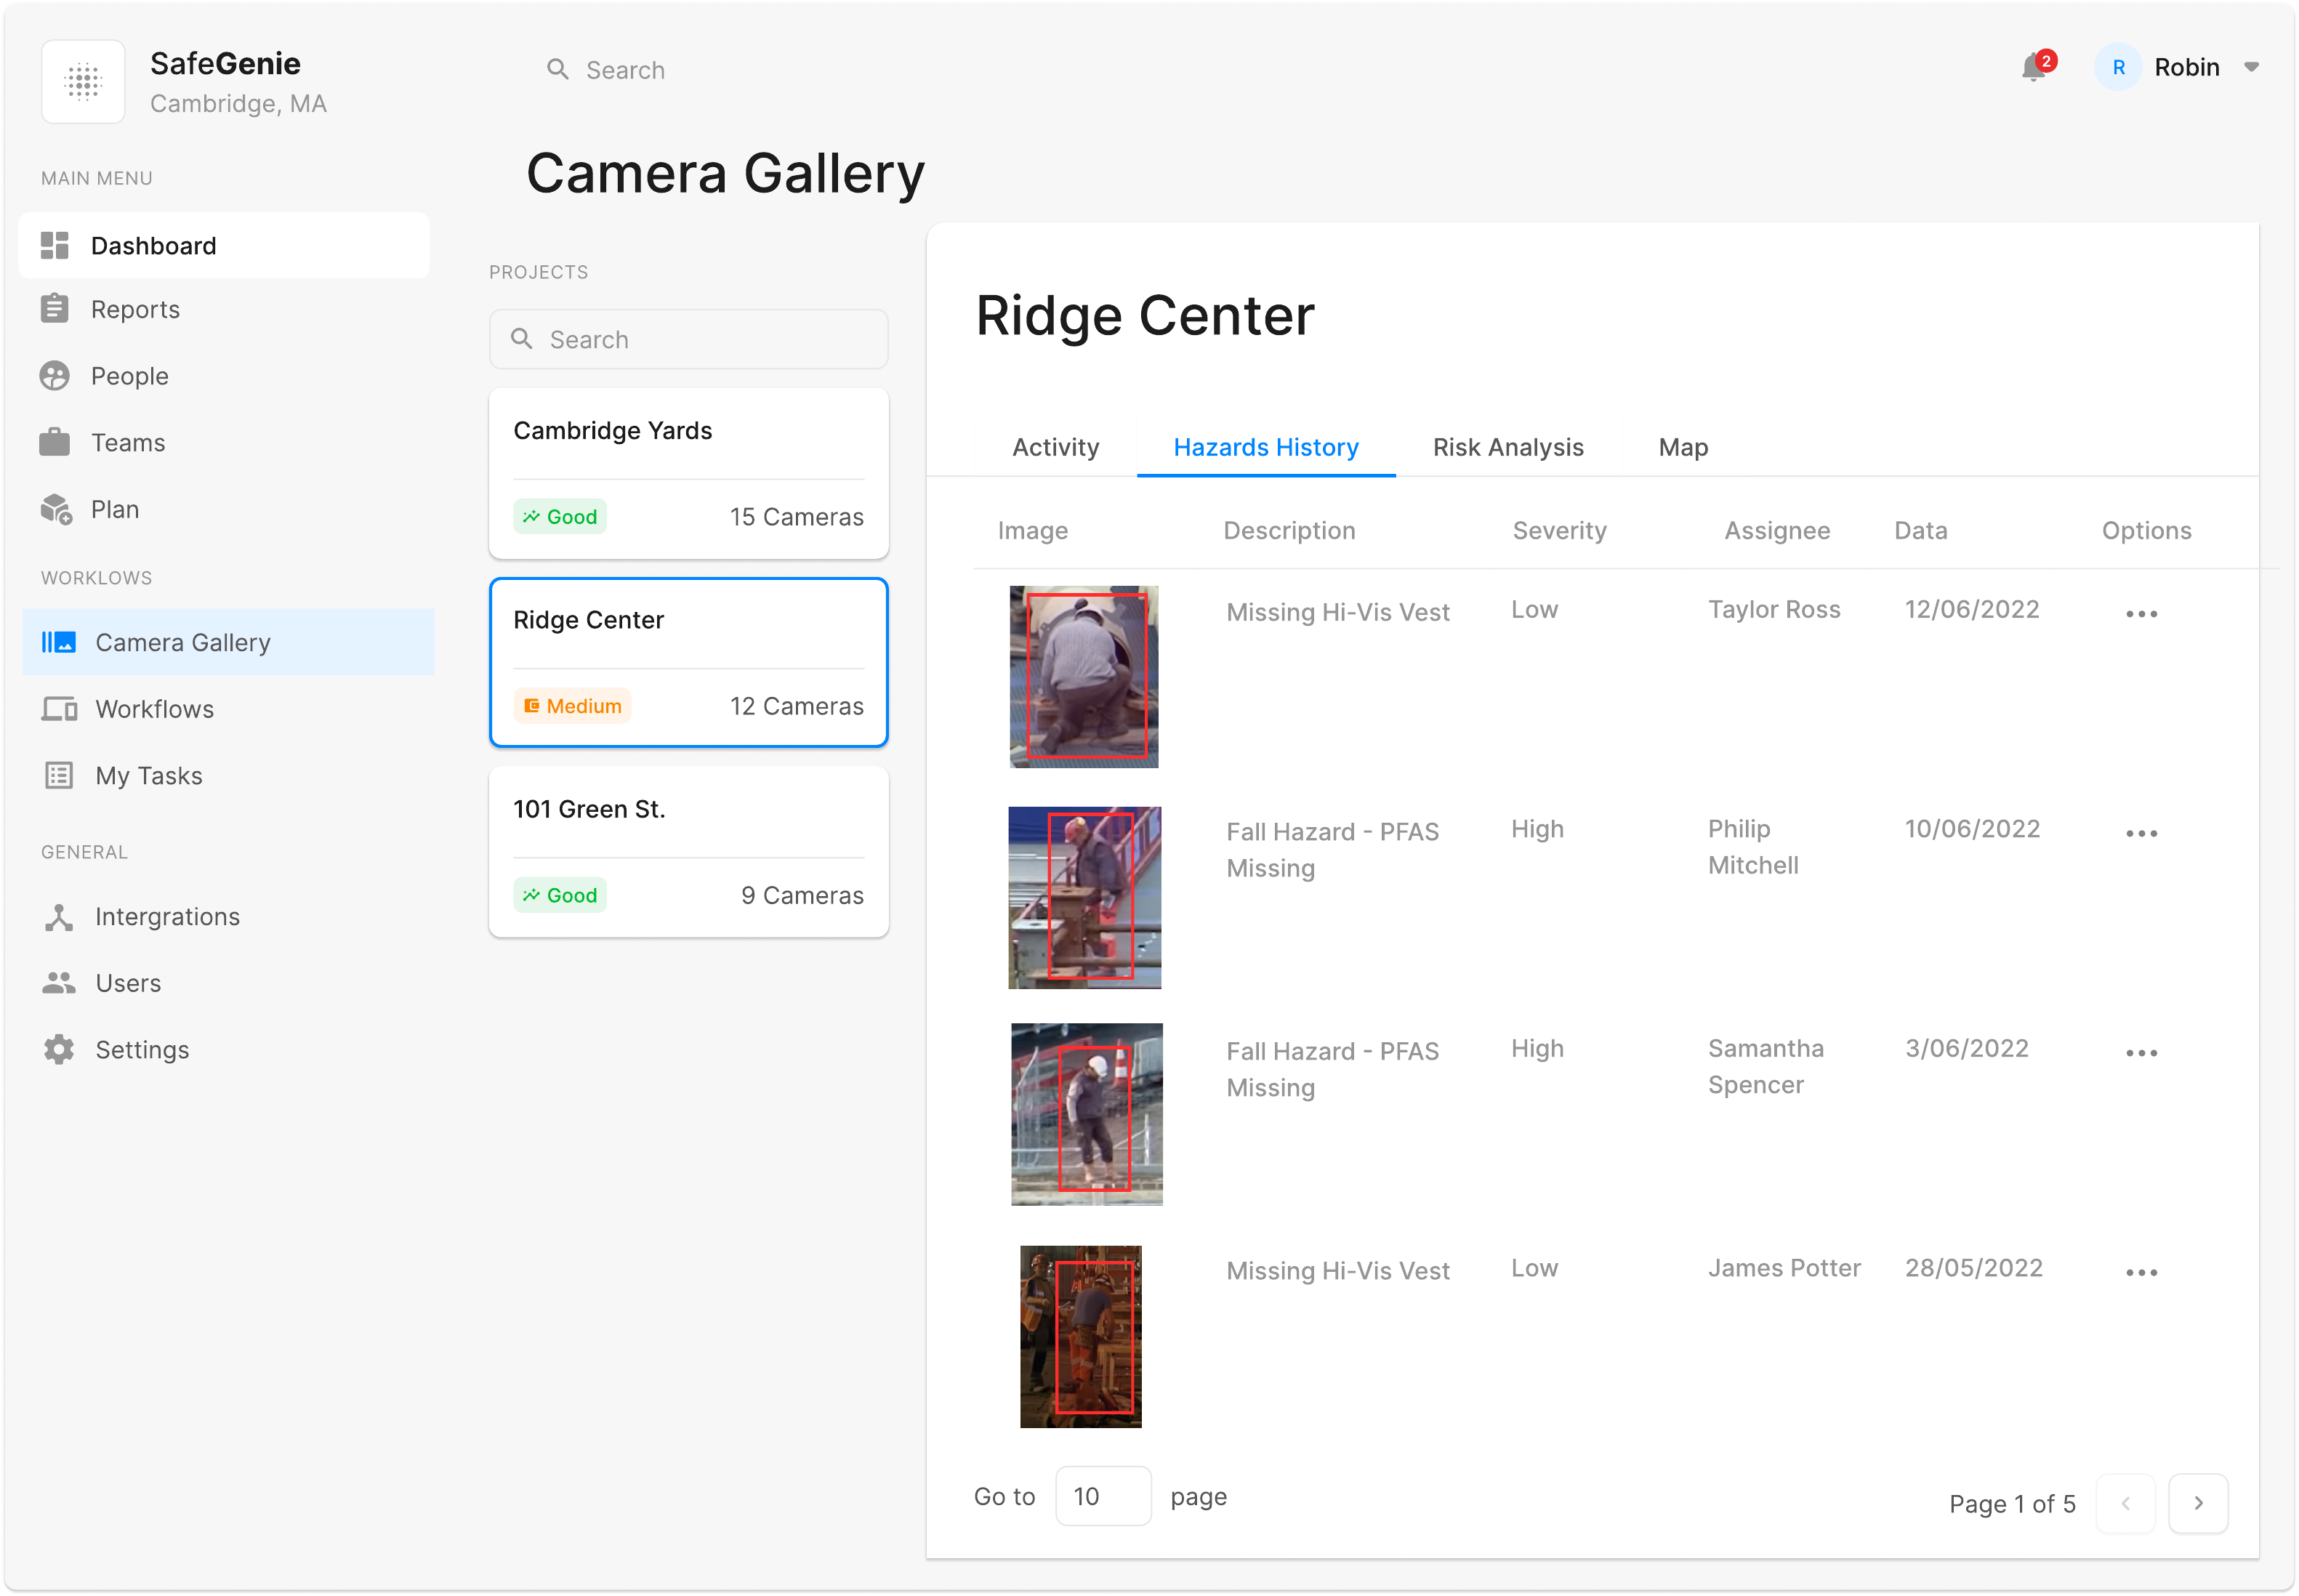 SafeGenie
Cambridge, MA
Search
2
R
Robin
MAIN MENU
Dashboard
Reports
People
Teams
Plan
WORKLOWS
Camera Gallery
Workflows
My Tasks
GENERAL
Intergrations
Users
Settings
Camera Gallery
PROJECTS
Search
Cambridge Yards
Good
15 Cameras
Ridge Center
Medium
12 Cameras
101 Green St.
Good
9 Cameras
Ridge Center
Activity
Hazards History
Risk Analysis
Map
Image Description Severity Assignee Data Options
Missing Hi-Vis Vest Low Taylor Ross 12/06/2022
Fall Hazard - PFAS
Missing
High
Philip
Mitchell
10/06/2022
Fall Hazard - PFAS
Missing
High
Samantha
Spencer
3/06/2022
Missing Hi-Vis Vest Low James Potter 28/05/2022
Go to 10 page
Page 1 of 5